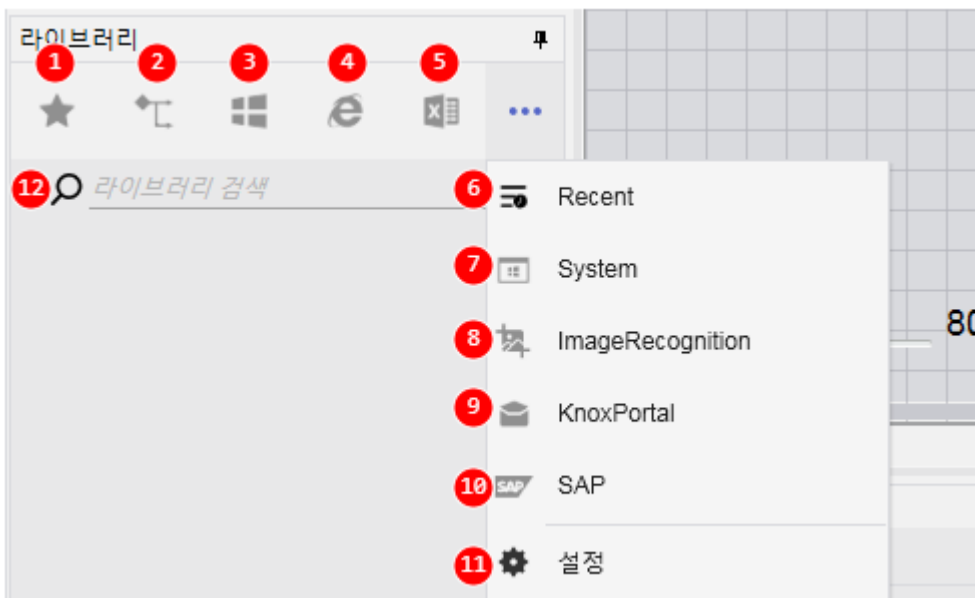 라이브러리
1 2 3 4 5
12 라이브러리 검색
6 Recent
7 System
8 ImageRecognition
80
9 KnoxPortal
10 SAP SAP
11 설정